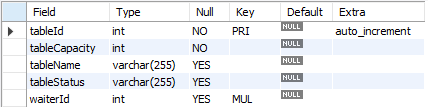 Field Type Null Key Default Extra
tableId int NO PRI NULL auto_increment
tableCapacity int NO NULL
tableName varchar(255) YES NULL
tableStatus varchar(255) YES NULL
waiterId int YES MUL NULL